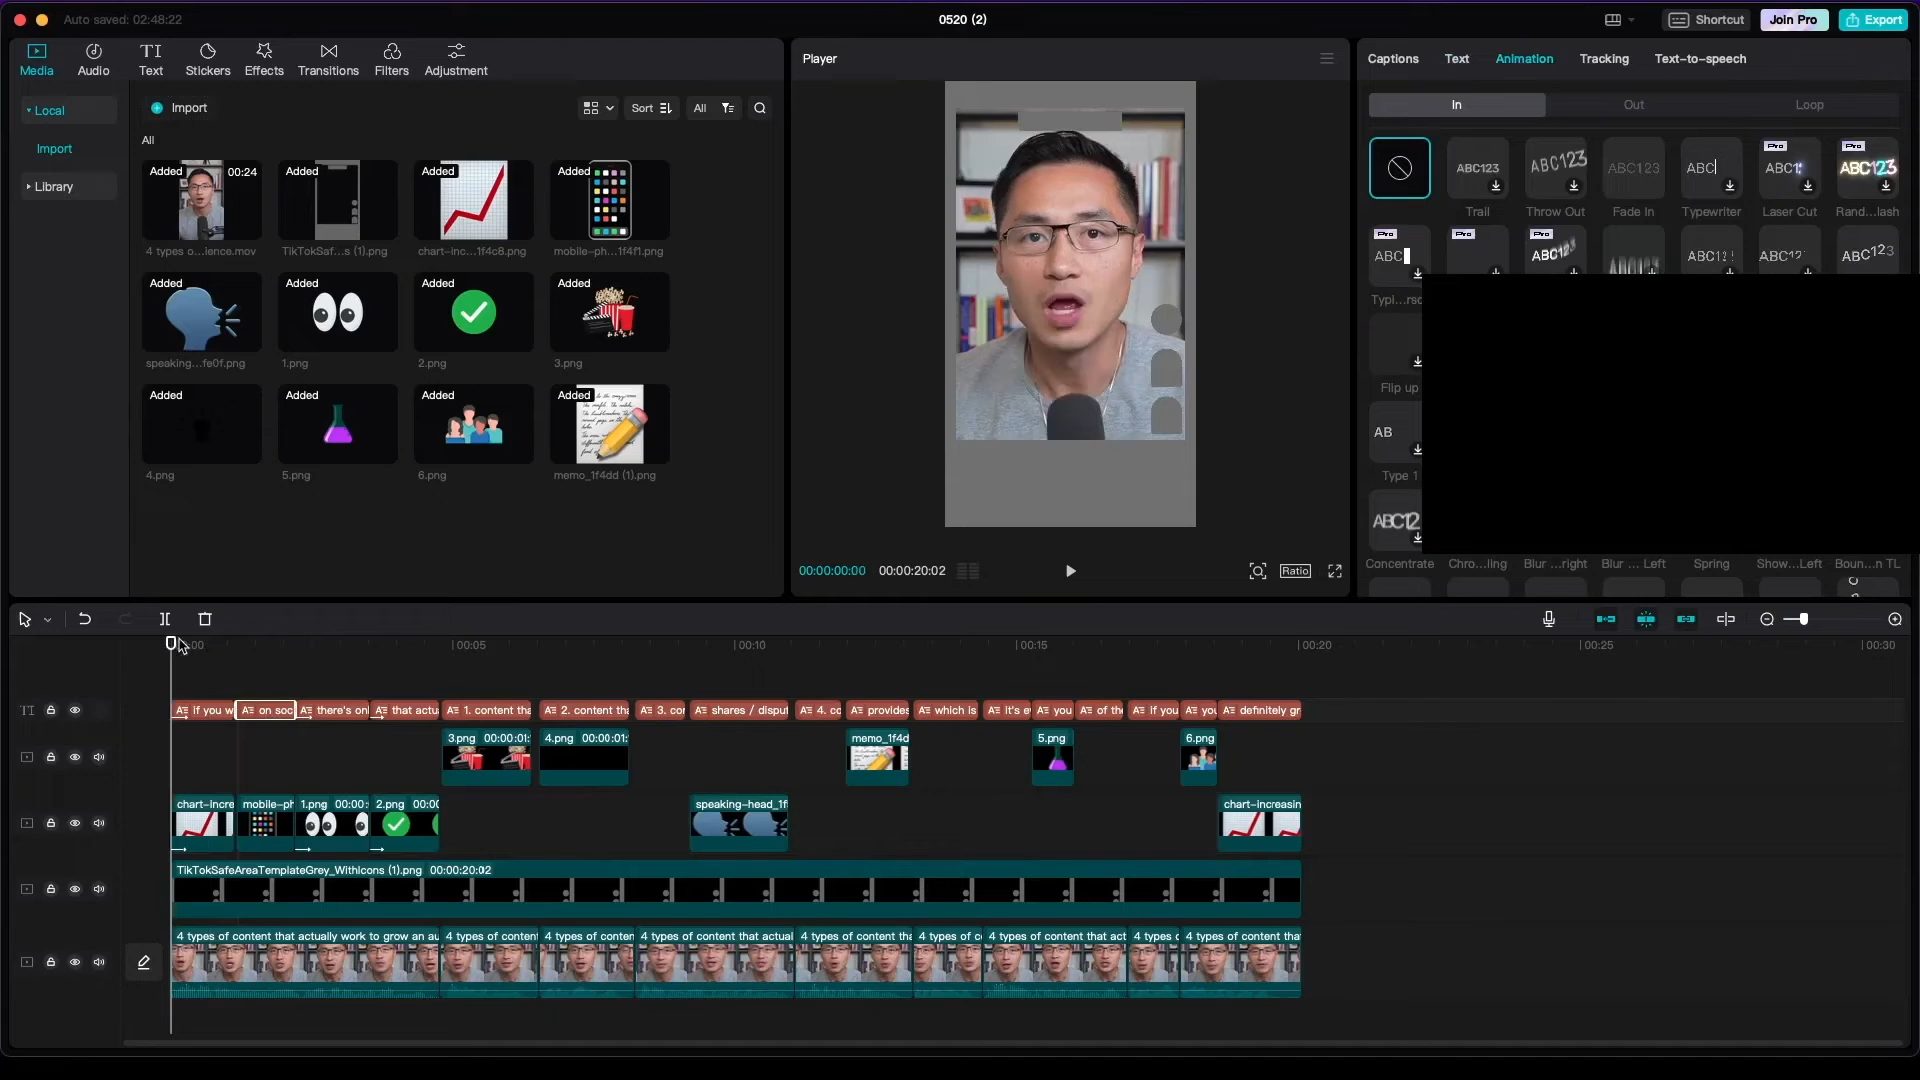 Auto saved: 02:48:22
0520 (2)
Shortcut
Join Pro
Export
Media
Audio
TI
Text
Stickers
Effects
Transitions
Filters
Adjustment
Local
Import
Library
Import
Sort
All
All
Added
00:24
Added
Added
Added
4 types o...ience.mov
TikTokSaf...s (1).png
chart-inc...1f4c8.png
mobile-ph...1f4f1.png
Added
Added
Added
Added
speaking...fe0f.png
1.png
2.png
3.png
Added
Added
Added
Added
4.png
5.png
6.png
memo_1f4dd (1).png
Player
00:00:00:00
00:00:20:02
Ratio
Captions
Text
Animation
Tracking
Text-to-speech
In
Out
Loop
ABC123
ABC123
ABC123
ABC
Pro
ABC1
Pro
ABC123
Trail
Throw Out
Fade In
Typewriter
Laser Cut
Rand...lash
Pro
ABC
Pro
Pro
ABC123
ABC12
ABC12
ABC123
Typi...rso
Flip up
AB
Type 1
ABC12
Concentrate
Chro...ling
Blur ...right
Blur ... Left
Spring
Show...Left
Boun...n TL
00:05
00:10
00:15
00:20
00:25
00:30
TI
if you w
on soc
there's on
that actu
1. content tha
2. content tha
3. cor
shares / disput
4. cc
provides
which is
it's e
you
of the
if you
you
definitely gr
3.png 00:00:01:
4.png 00:00:01:
memo_1f4d
5.png
6.png
chart-incre
mobile-ph
1.png 00:00:
2.png 00:00
speaking-head_1f
chart-increasin
TikTokSafeAreaTemplateGrey_WithIcons (1).png 00:00:20:02
4 types of content that actually work to grow an au
4 types of conten
4 types of conten
4 types of content that actual
4 types of content tha
4 types of c
4 types of content that act
4 types c
4 types of content tha